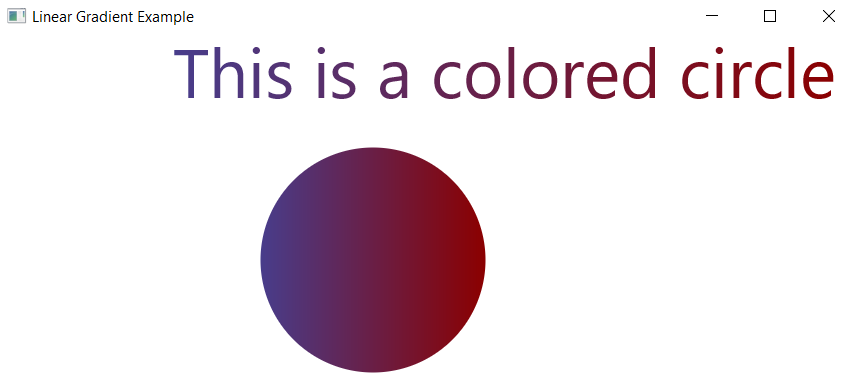 Linear Gradient Example
This is a colored circle